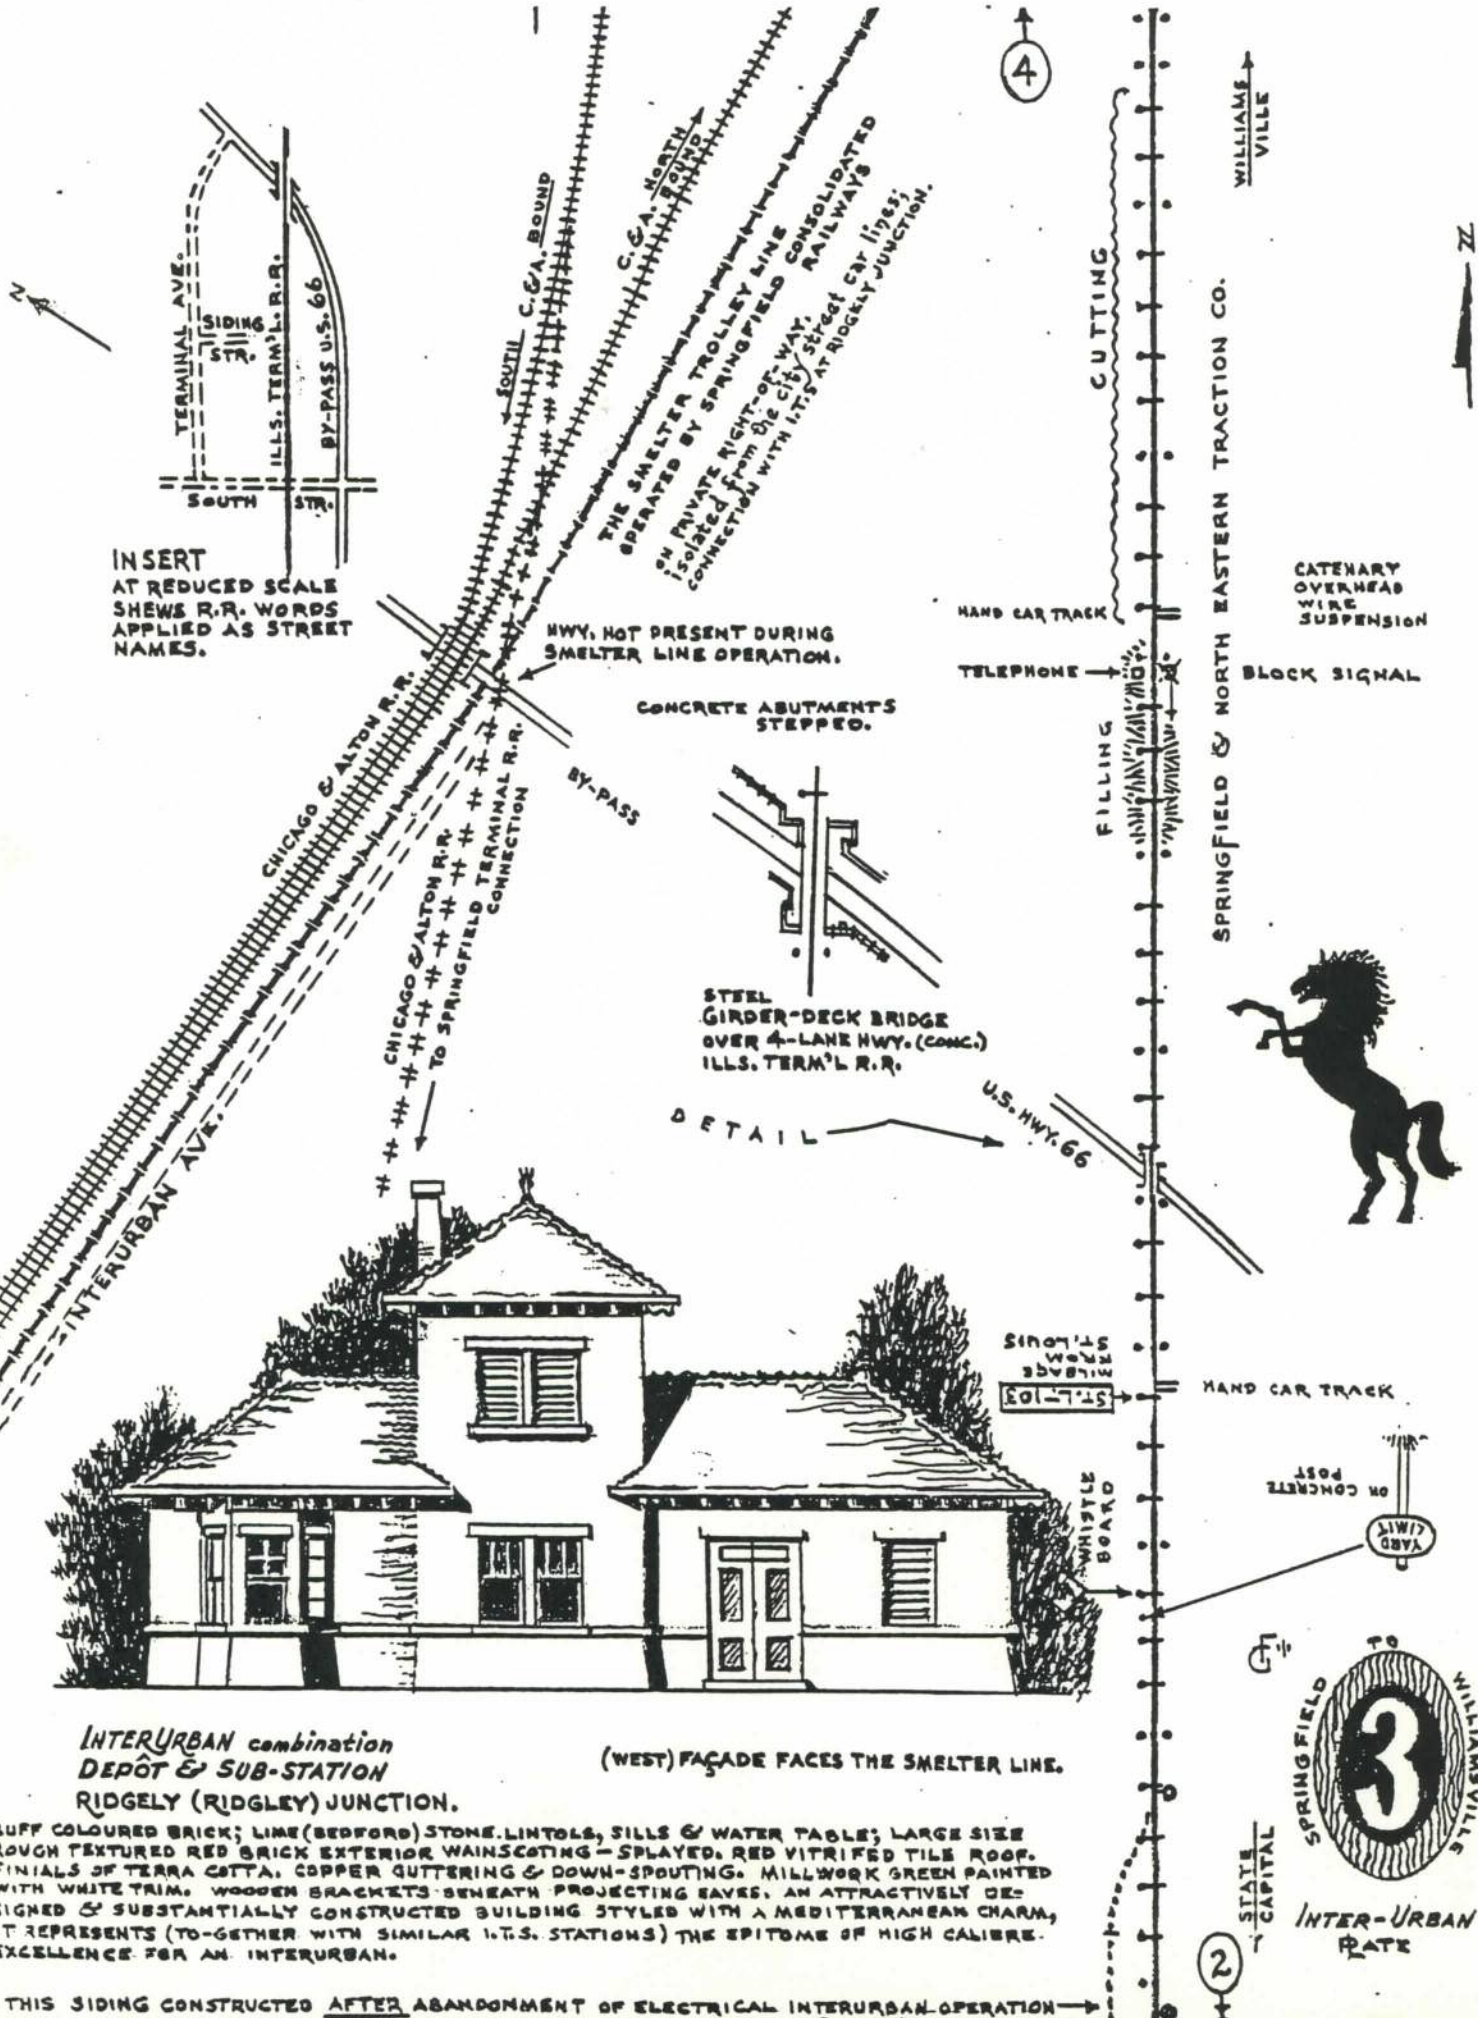 4
WILLIAMS
VILLE
N
N
TERMINAL AVE.
SIDING
STR.
ILLS. TERM'L. R.R.
BY-PASS U.S. 66
SOUTH STR.
INSERT
AT REDUCED SCALE
SHEWS R.R. WORDS
APPLIED AS STREET
NAMES.
SOUTH C.&A. BOUND
C.&A. NORTH
BOUND
THE SMELTER TROLLEY LINE
OPERATED BY SPRINGFIELD CONSOLIDATED
RAILWAYS
ON PRIVATE RIGHT-OF-WAY.
isolated from the city street car lines;
CONNECTION WITH I.T.S AT RIDGELY JUNCTION.
CUTTING
SPRINGFIELD & NORTH EASTERN TRACTION CO.
CATENARY
OVERHEAD
WIRE
SUSPENSION
HAND CAR TRACK
TELEPHONE
BLOCK SIGNAL
FILLING
HWY. NOT PRESENT DURING
SMELTER LINE OPERATION.
CONCRETE ABUTMENTS
STEPPED.
BY-PASS
CHICAGO & ALTON R.R.
CHICAGO & ALTON R.R.
TO SPRINGFIELD TERMINAL R.R.
CONNECTION
INTERURBAN AVE.
STEEL
GIRDER-DECK BRIDGE
OVER 4-LANE HWY. (CONC.)
ILLS. TERM'L R.R.
DETAIL
U.S. HWY. 66
MILEAGE
FROM
ST. LOUIS
ST.L-103
HAND CAR TRACK
WHISTLE
BOARD
YARD
LIMIT
ON CONCRETE
POST
SPRINGFIELD TO WILLIAMSVILLE
3
INTER-URBAN
PLATE
STATE
CAPITAL
2
INTERURBAN combination
DEPÔT & SUB-STATION
RIDGELY (RIDGLEY) JUNCTION.
(WEST) FAÇADE FACES THE SMELTER LINE.
UFF COLOURED BRICK; LIME (BEDFORD) STONE LINTOLS, SILLS & WATER TABLE; LARGE SIZE
OUGH TEXTURED RED BRICK EXTERIOR WAINSCOTING-SPLAYED. RED VITRIFED TILE ROOF.
FINIALS OF TERRA COTTA. COPPER GUTTERING & DOWN-SPOUTING. MILLWORK GREEN PAINTED
WITH WHITE TRIM. WOODEN BRACKETS BENEATH PROJECTING EAVES. AN ATTRACTIVELY DE=
IGNED & SUBSTANTIALLY CONSTRUCTED BUILDING STYLED WITH A MEDITERRANEAN CHARM,
T REPRESENTS (TO-GETHER WITH SIMILAR I.T.S. STATIONS) THE EPITOME OF HIGH CALIBRE
EXCELLENCE FOR AN INTERURBAN.
THIS SIDING CONSTRUCTED AFTER ABANDONMENT OF ELECTRICAL INTERURBAN OPERATION